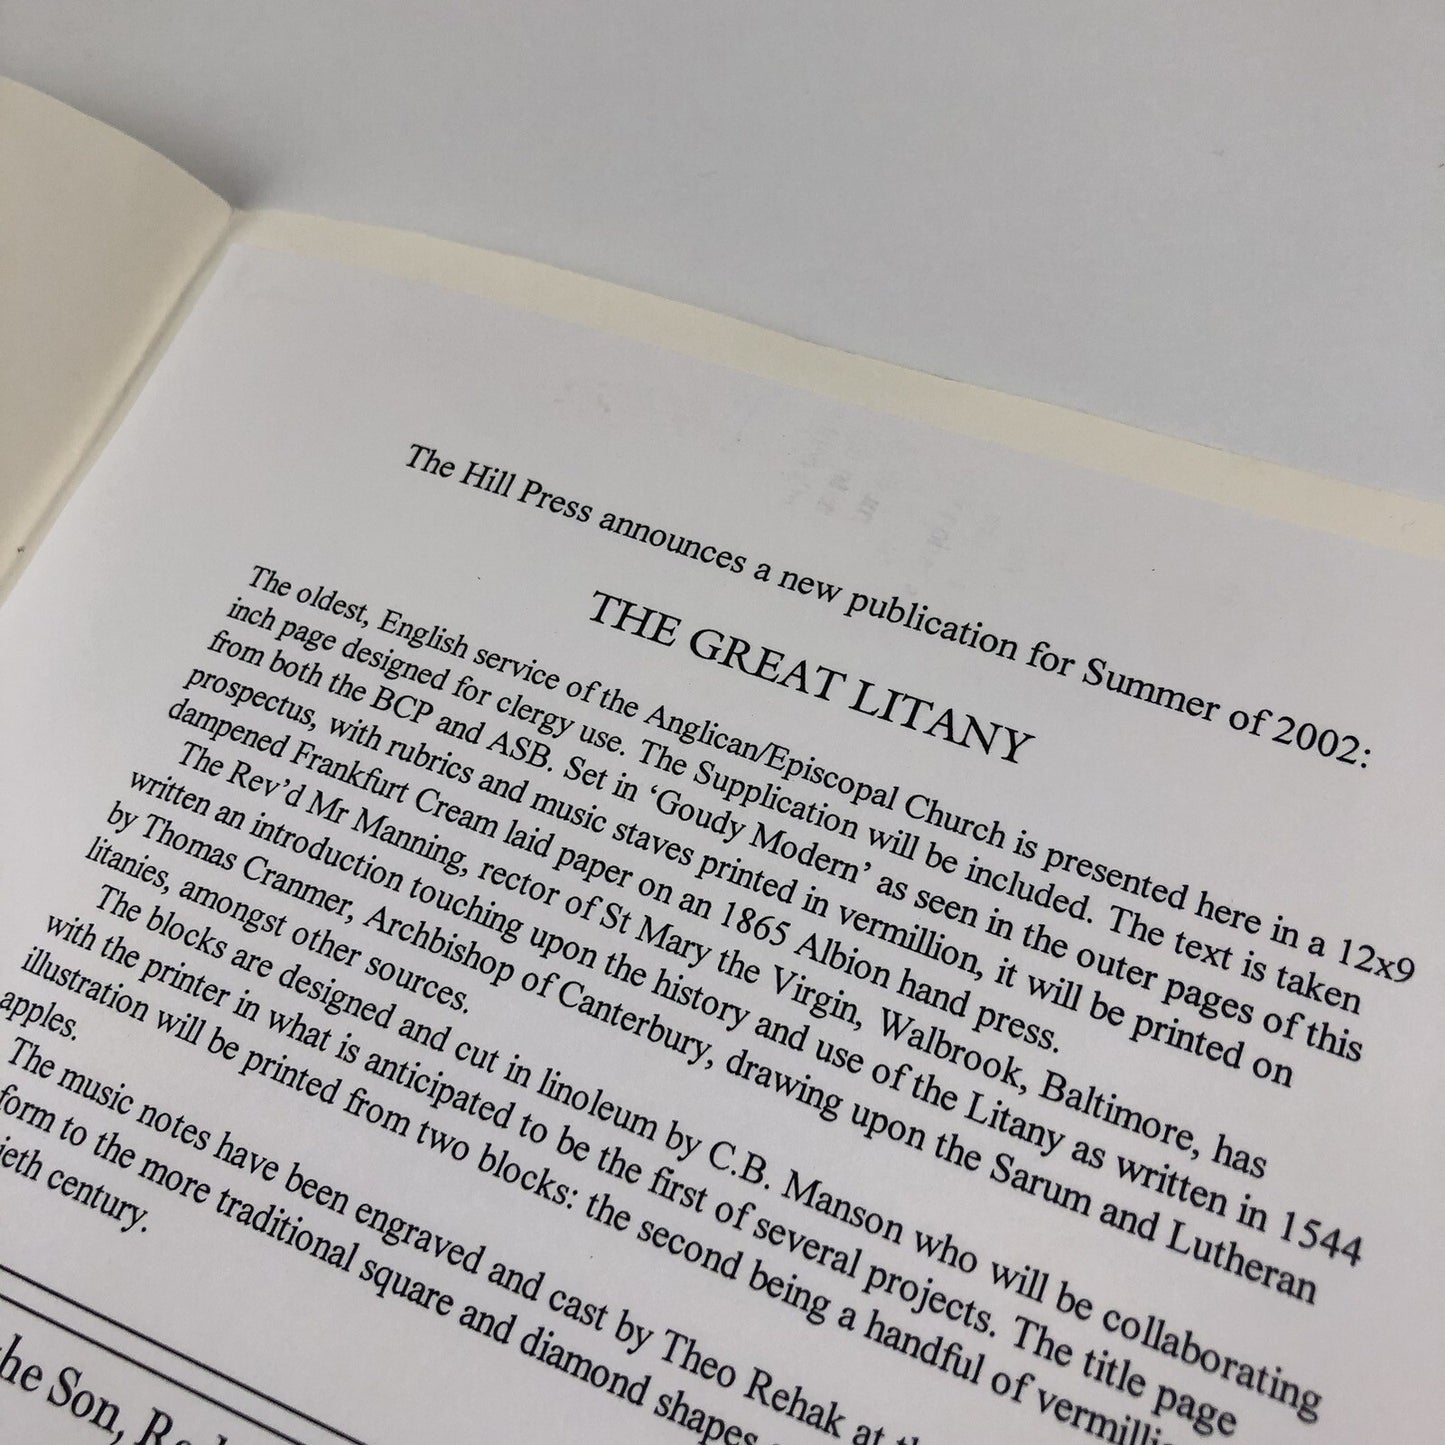 The Hill Press announces a new publication for Summer of 2002:
THE GREAT LITANY
The oldest, English service of the Anglican/Episcopal Church is presented here in a 12x9
inch page designed for clergy use. The Supplication will be included. The text is taken
from both the BCP and ASB. Set in ‘Goudy Modern’ as seen in the outer pages of this
prospectus, with rubrics and music staves printed in vermillion, it will be printed on
dampened Frankfurt Cream laid paper on an 1865 Albion hand press.
The Rev’d Mr Manning, rector of St Mary the Virgin, Walbrook, Baltimore, has
written an introduction touching upon the history and use of the Litany as written in 1544
by Thomas Cranmer, Archbishop of Canterbury, drawing upon the Sarum and Lutheran
litanies, amongst other sources.
The blocks are designed and cut in linoleum by C.B. Manson who will be collaborating
with the printer in what is anticipated to be the first of several projects. The title page
illustration will be printed from two blocks: the second being a handful of
apples.
The music notes have been engraved and cast by Theo Rehak at
form to the more traditional square and diamond shapes
century.
the Son,